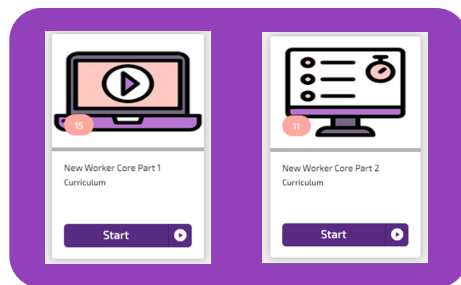 15
New Worker Core Part 1
Curriculum
Start
11
New Worker Core Part 2
Curriculum
Start